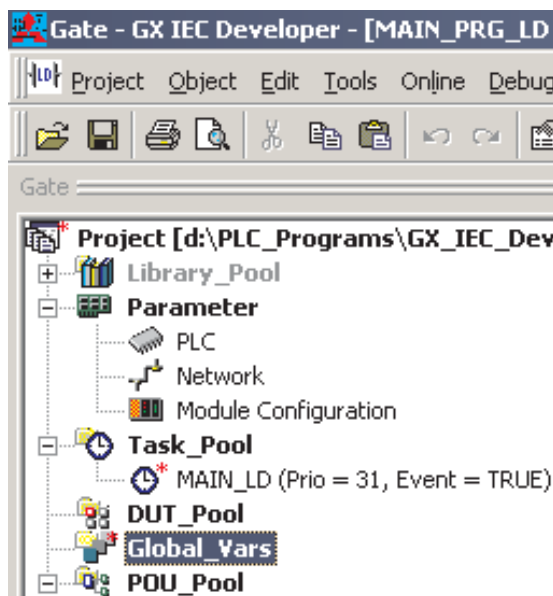 Gate - GX IEC Developer - [MAIN_PRG_LD
LD Project Object Edit Tools Online Debug
Gate
Project [d:\PLC_Programs\GX_IEC_Dev
Library_Pool
Parameter
PLC
Network
Module Configuration
Task_Pool
MAIN_LD (Prio = 31, Event = TRUE)
DUT_Pool
Global_Vars
POU_Pool